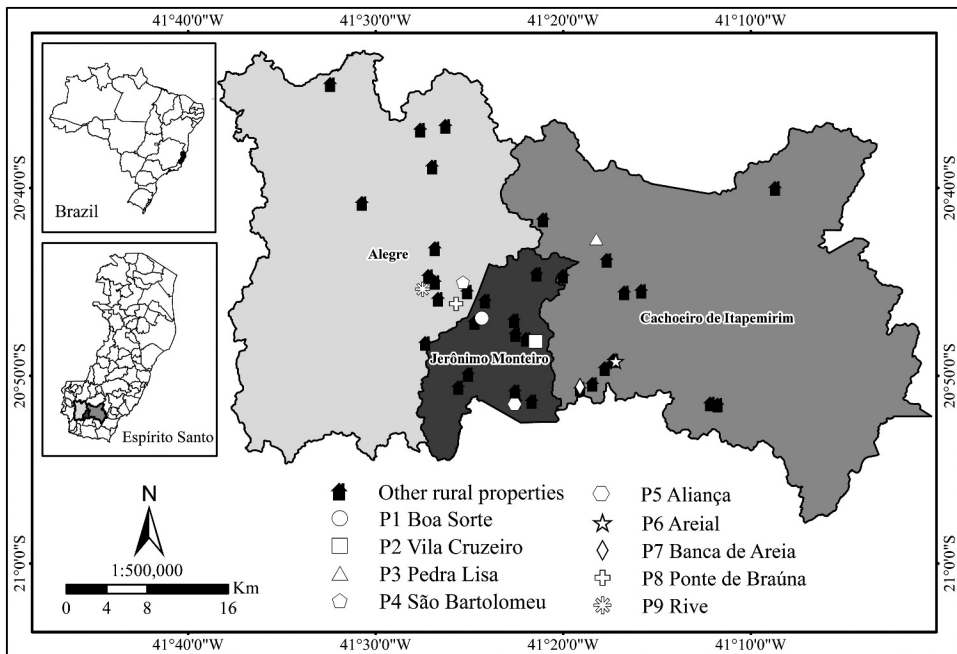 41°40'0"W 41°30'0"W 41°20'0"W 41°10'0"W
20°40'0"S
20°50'0"S
21°0'0"S
Brazil
Espírito Santo
Alegre
Cachoeiro de Itapemirim
Jerônimo Monteiro
N
1:500,000
Km
0 4 8 16
Other rural properties
P1 Boa Sorte
P2 Vila Cruzeiro
P3 Pedra Lisa
P4 São Bartolomeu
P5 Aliança
P6 Areial
P7 Banca de Areia
P8 Ponte de Braúna
P9 Rive
20°40'0"S
20°50'0"S
21°0'0"S
41°40'0"W 41°30'0"W 41°20'0"W 41°10'0"W